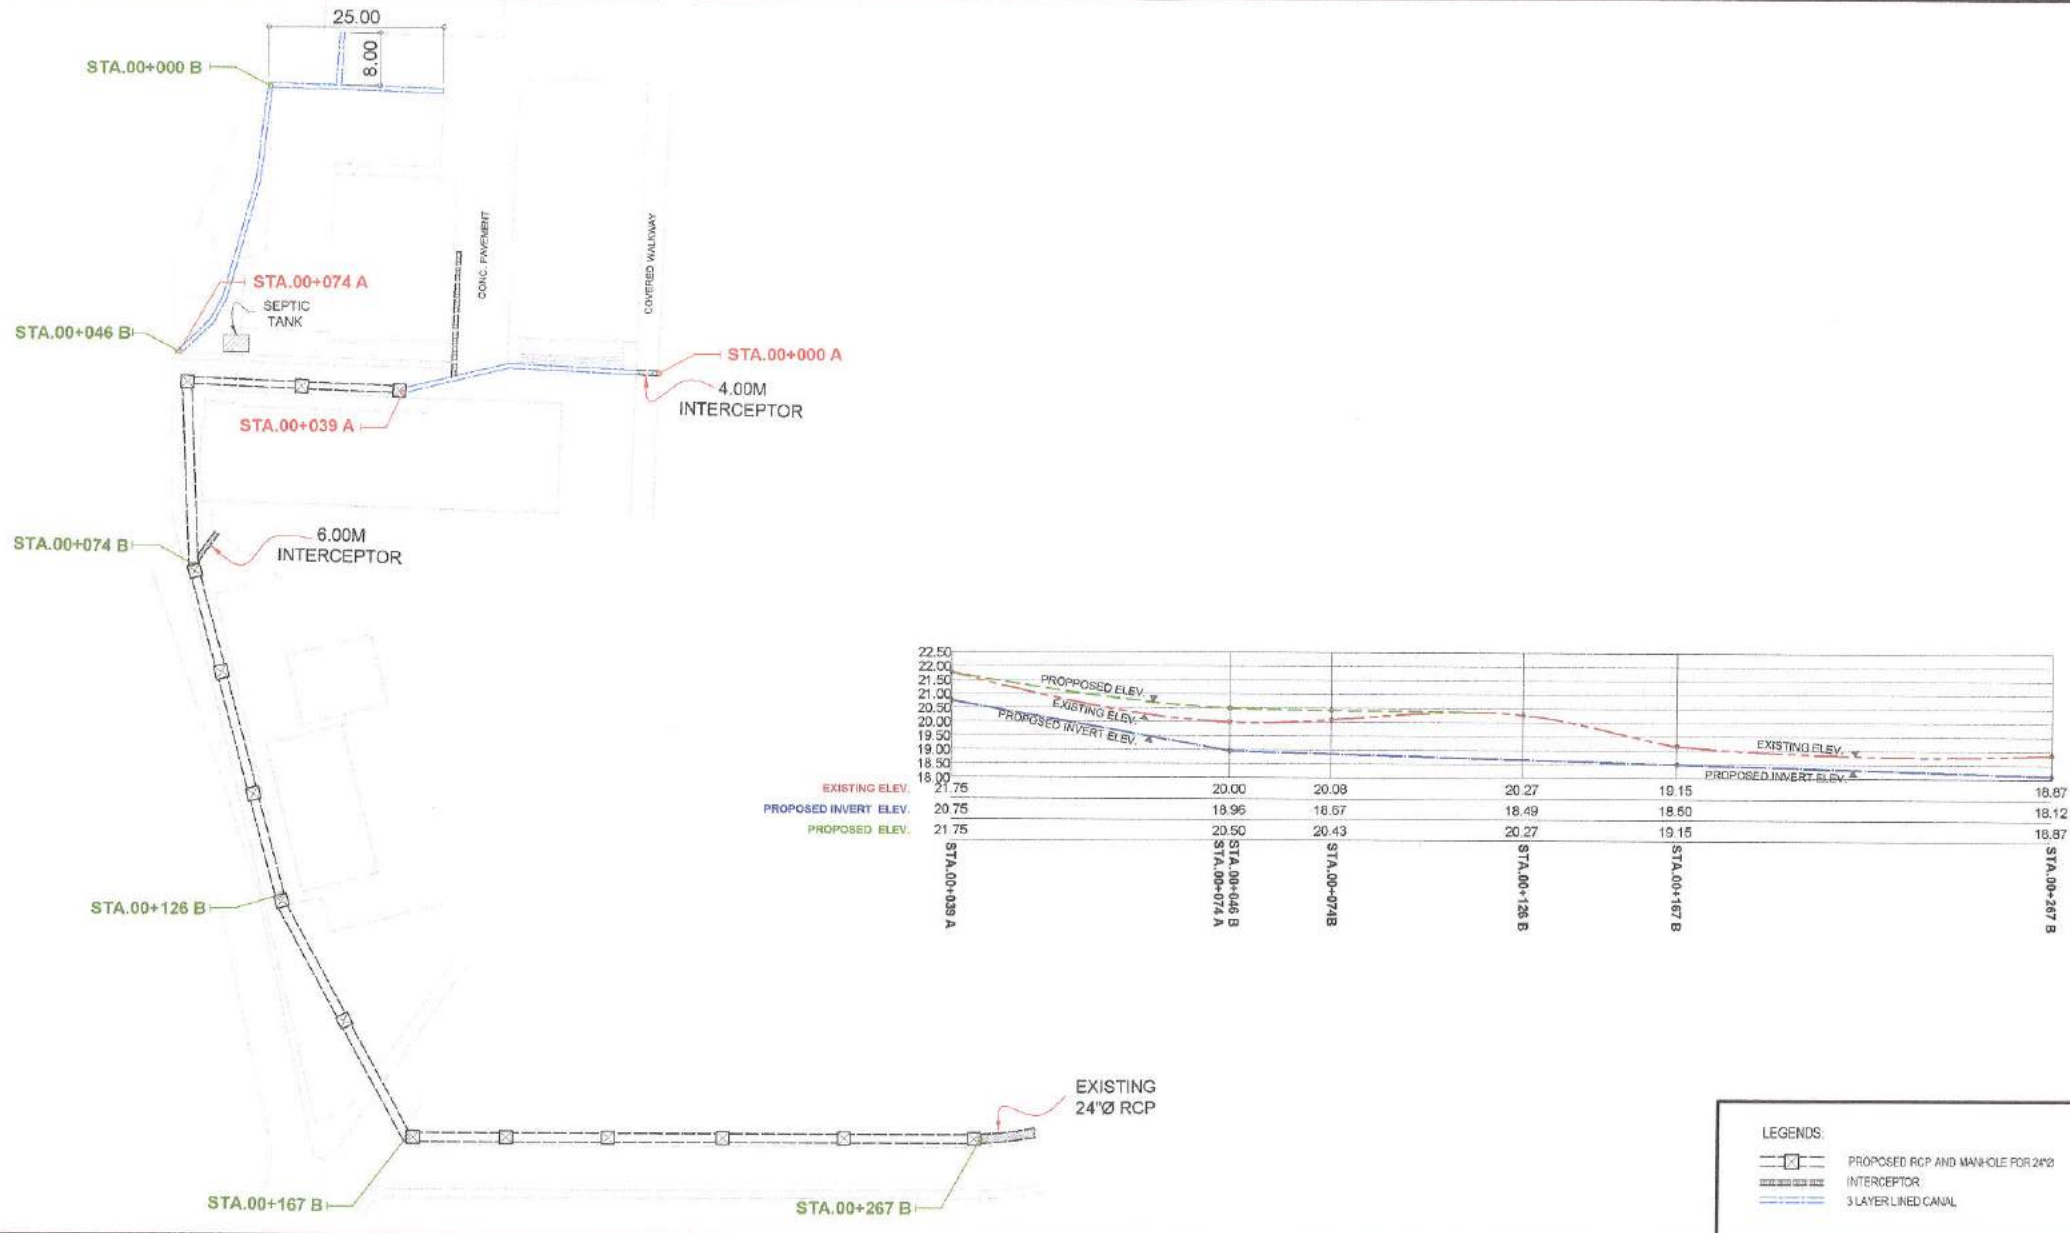 25.00
8.00
STA.00+000 B
CONC. PAVEMENT
COVERED WALKWAY
STA.00+074 A
SEPTIC
TANK
STA.00+046 B
STA.00+000 A
4.00M
INTERCEPTOR
STA.00+039 A
6.00M
INTERCEPTOR
STA.00+074 B
STA.00+126 B
EXISTING
24"Ø RCP
STA.00+167 B
STA.00+267 B
22.50
22.00
21.50
21.00
20.50
20.00
19.50
19.00
18.50
18.00
PROPPOSED ELEV.
EXISTING ELEV.
PROPOSED INVERT ELEV.
EXISTING ELEV.
PROPOSED INVERT ELEV.
EXISTING ELEV. 21.75 20.00 20.08 20.27 19.15 18.87
PROPOSED INVERT ELEV. 20.75 18.96 18.67 18.49 18.50 18.12
PROPOSED ELEV. 21.75 20.50 20.43 20.27 19.15 18.87
STA.00+039 A
STA.00+046 B
STA.00+074 A
STA.00+074B
STA.00+126 B
STA.00+167 B
STA.00+267 B
LEGENDS:
PROPOSED RCP AND MANHOLE FOR 24"Ø
INTERCEPTOR
3 LAYER LINED CANAL